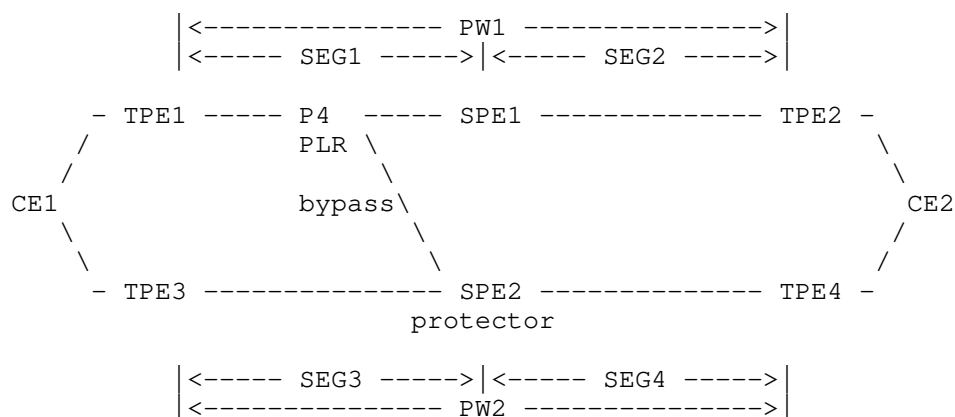 |<--------------- PW1 --------------->|
|<----- SEG1 ----->|<----- SEG2 ----->|
- TPE1 ----- P4 ----- SPE1 -------------- TPE2 -
PLR
CE1 bypass CE2
- TPE3 --------------- SPE2 -------------- TPE4 -
protector
|<----- SEG3 ----->|<----- SEG4 ----->|
|<--------------- PW2 --------------->|